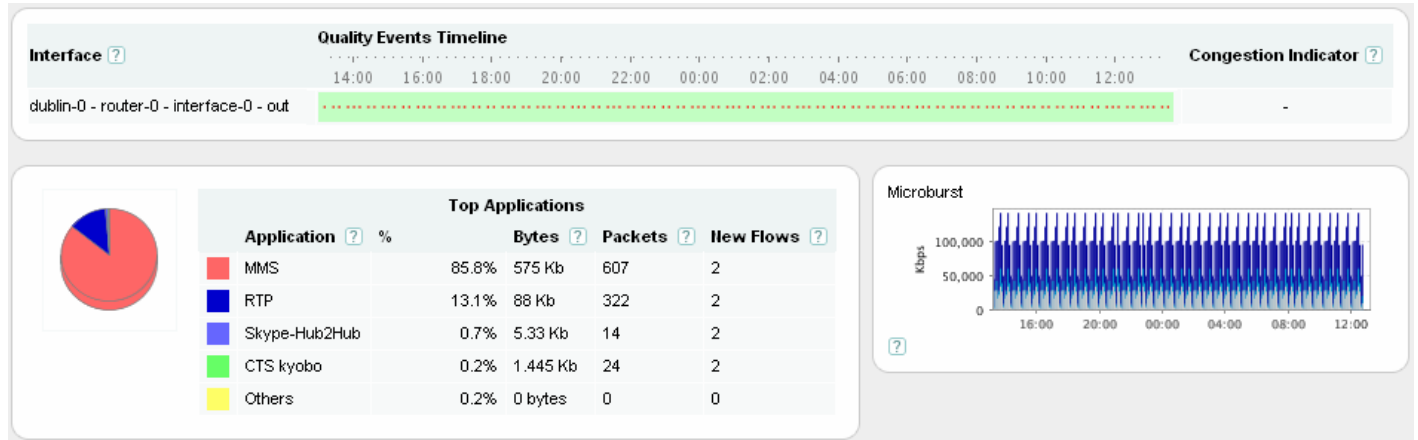 Interface ?
Quality Events Timeline
Congestion Indicator ?
14:00 16:00 18:00 20:00 22:00 00:00 02:00 04:00 06:00 08:00 10:00 12:00
dublin-0 - router-0 - interface-0 - out -
Top Applications
Application ? % Bytes ? Packets ? New Flows ?
MMS 85.8% 575 Kb 607 2
RTP 13.1% 88 Kb 322 2
Skype-Hub2Hub 0.7% 5.33 Kb 14 2
CTS kyobo 0.2% 1.445 Kb 24 2
Others 0.2% 0 bytes 0 0
Microburst
Kbps
100,000
50,000
0
16:00 20:00 00:00 04:00 08:00 12:00
?